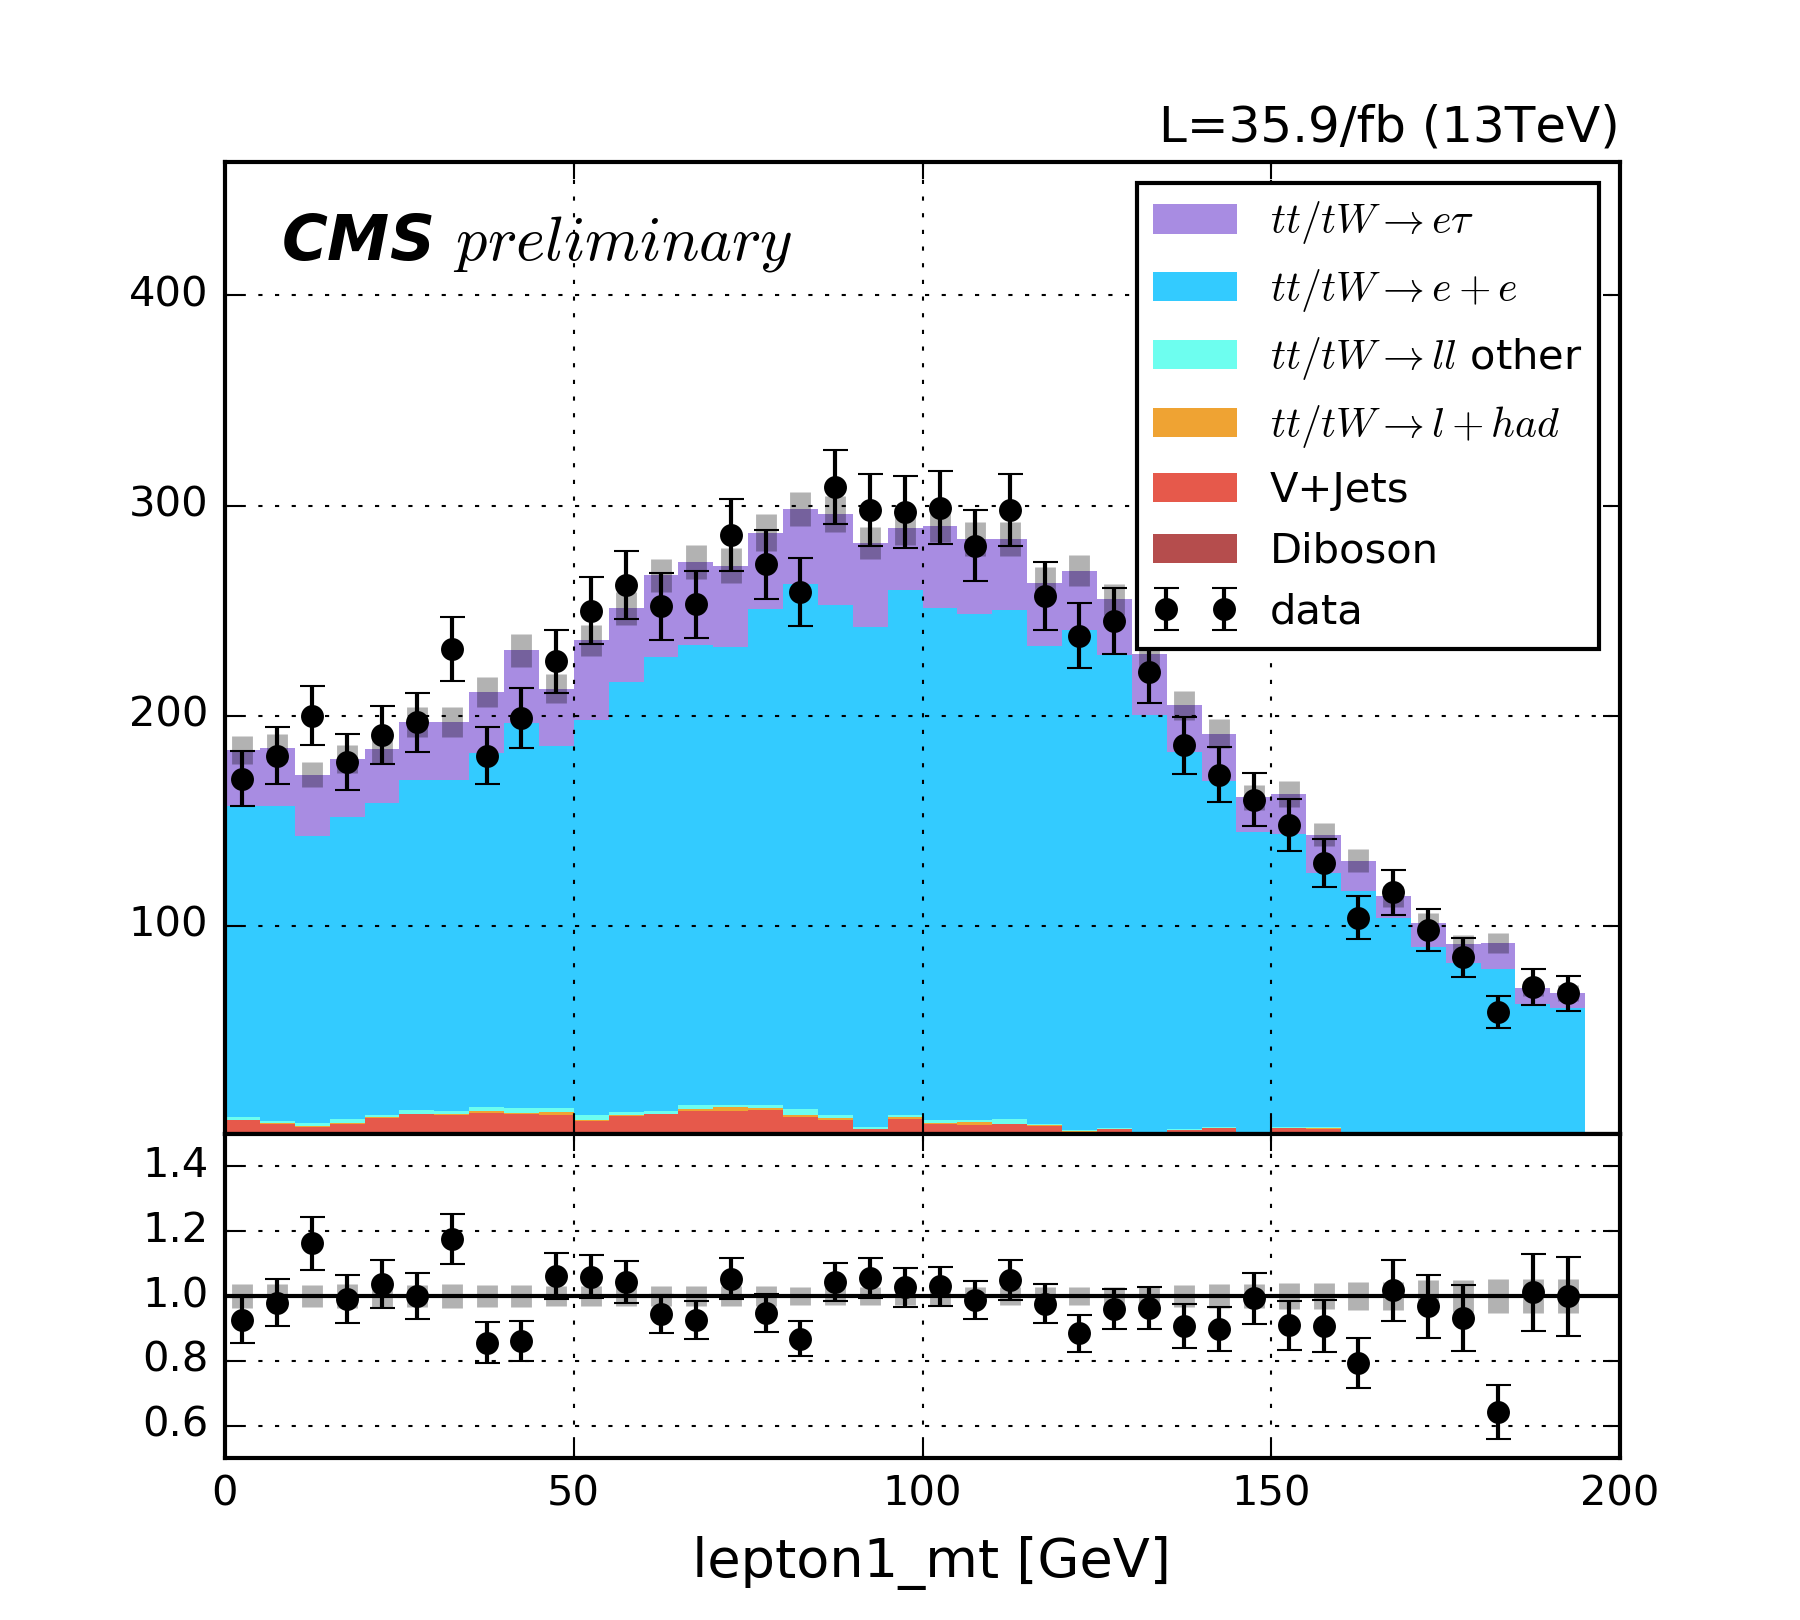 L=35.9/fb (13TeV)
CMS preliminary
tt/tW→eτ
tt/tW→e+e
tt/tW→ll other
tt/tW→l+had
V+Jets
Diboson
data
400
300
200
100
1.4
1.2
1.0
0.8
0.6
0 50 100 150 200
lepton1_mt [GeV]